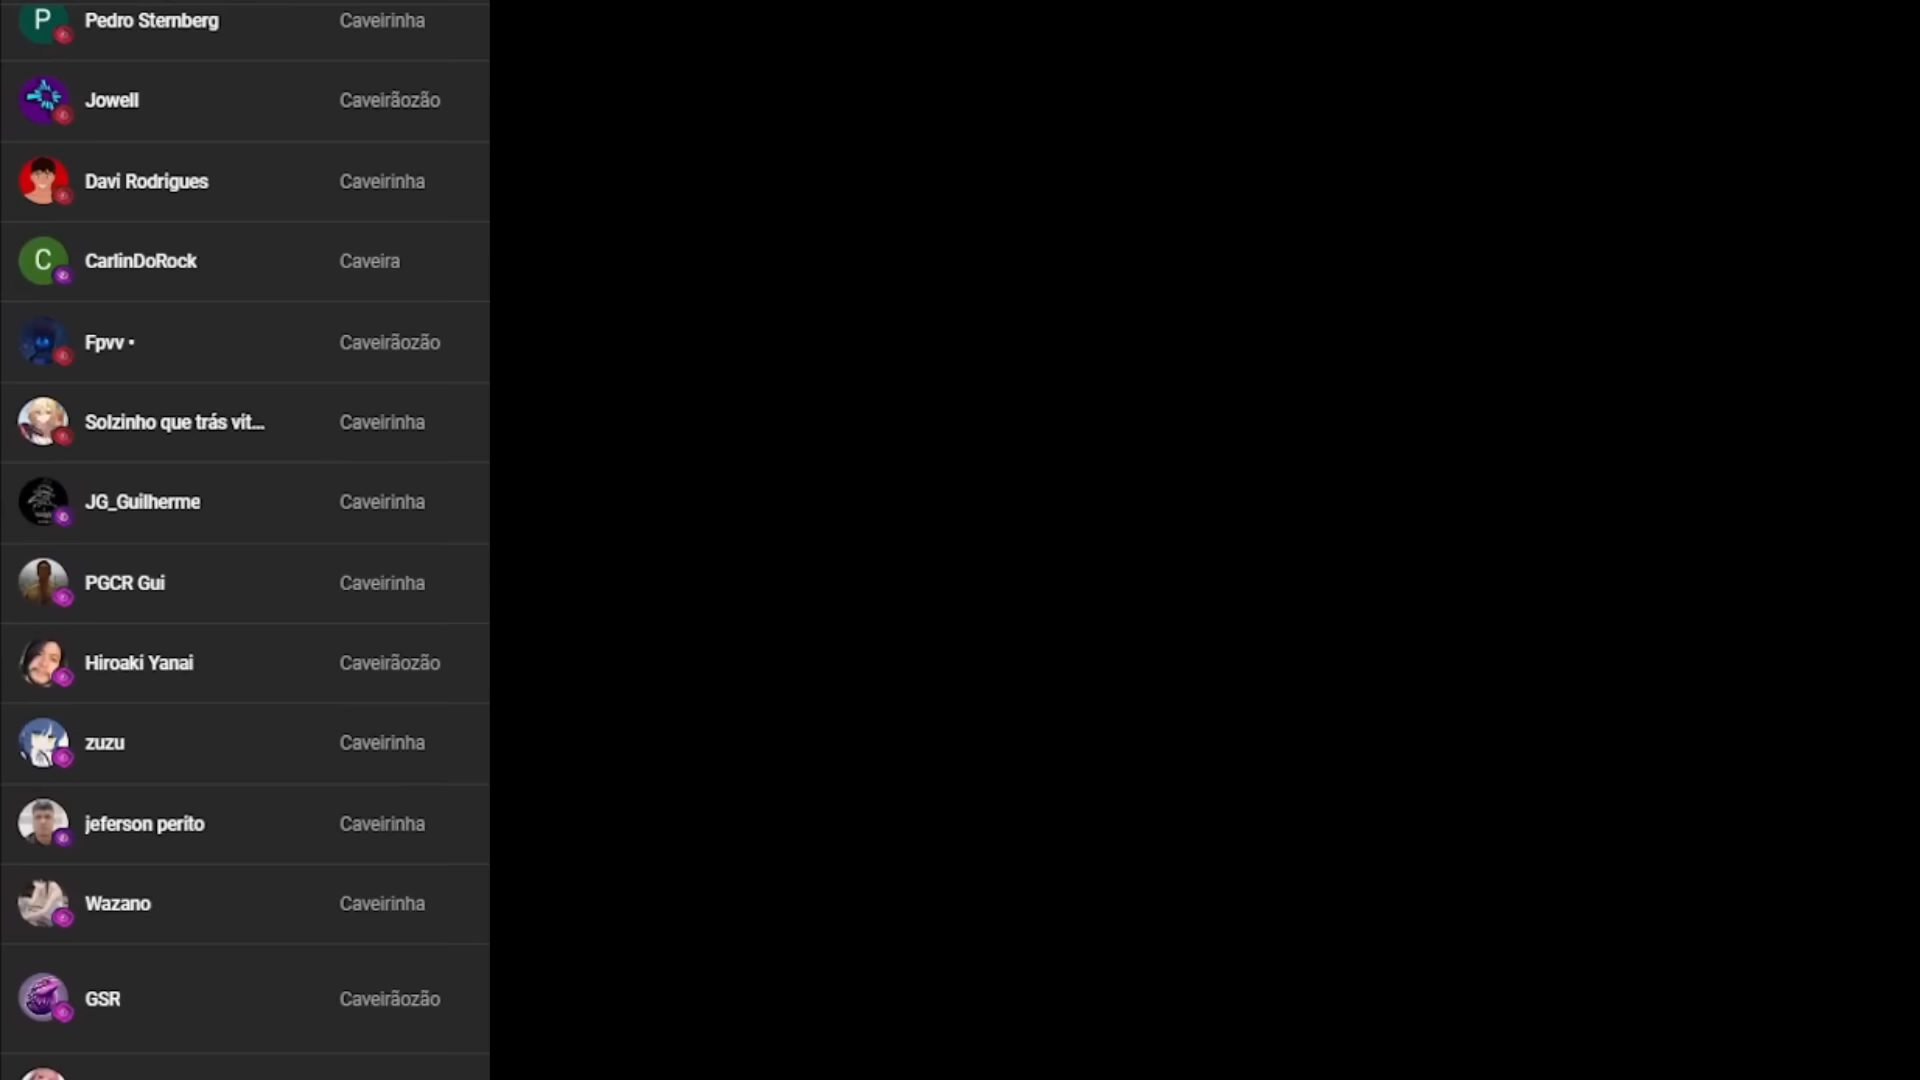 P Pedro Sternberg Caveirinha
Jowell Caveirãozão
Davi Rodrigues Caveirinha
C CarlinDoRock Caveira
Fpvv • Caveirãozão
Solzinho que trás vit... Caveirinha
JG_Guilherme Caveirinha
PGCR Gui Caveirinha
Hiroaki Yanai Caveirãozão
zuzu Caveirinha
jeferson perito Caveirinha
Wazano Caveirinha
GSR Caveirãozão